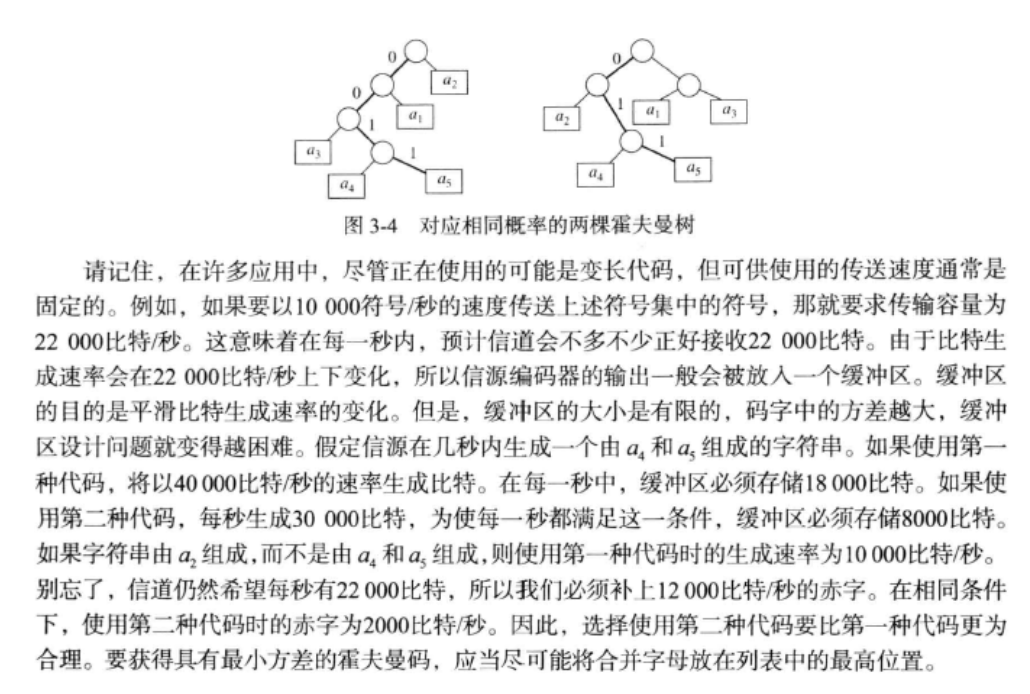 0
0
0
a₂
1
a₁
a₂
1
a₁
a₃
a₃
1
1
a₄
a₅
a₄
a₅
图 3-4 对应相同概率的两棵霍夫曼树
请记住，在许多应用中，尽管正在使用的可能是变长代码，但可供使用的传送速度通常是
固定的。例如，如果要以10 000符号/秒的速度传送上述符号集中的符号，那就要求传输容量为
22 000比特/秒。这意味着在每一秒内，预计信道会不多不少正好接收22 000比特。由于比特生
成速率会在22 000比特/秒上下变化，所以信源编码器的输出一般会被放入一个缓冲区。缓冲区
的目的是平滑比特生成速率的变化。但是，缓冲区的大小是有限的，码字中的方差越大，缓冲
区设计问题就变得越困难。假定信源在几秒内生成一个由 a₄ 和 a₅ 组成的字符串。如果使用第一
种代码，将以40 000比特/秒的速率生成比特。在每一秒中，缓冲区必须存储18 000比特。如果使
用第二种代码，每秒生成30 000比特，为使每一秒都满足这一条件，缓冲区必须存储8000比特。
如果字符串由 a₂ 组成，而不是由 a₄ 和 a₅ 组成，则使用第一种代码时的生成速率为10 000比特/秒。
别忘了，信道仍然希望每秒有22 000比特，所以我们必须补上12 000比特/秒的赤字。在相同条件
下，使用第二种代码时的赤字为2000比特/秒。因此，选择使用第二种代码要比第一种代码更为
合理。要获得具有最小方差的霍夫曼码，应当尽可能将合并字母放在列表中的最高位置。